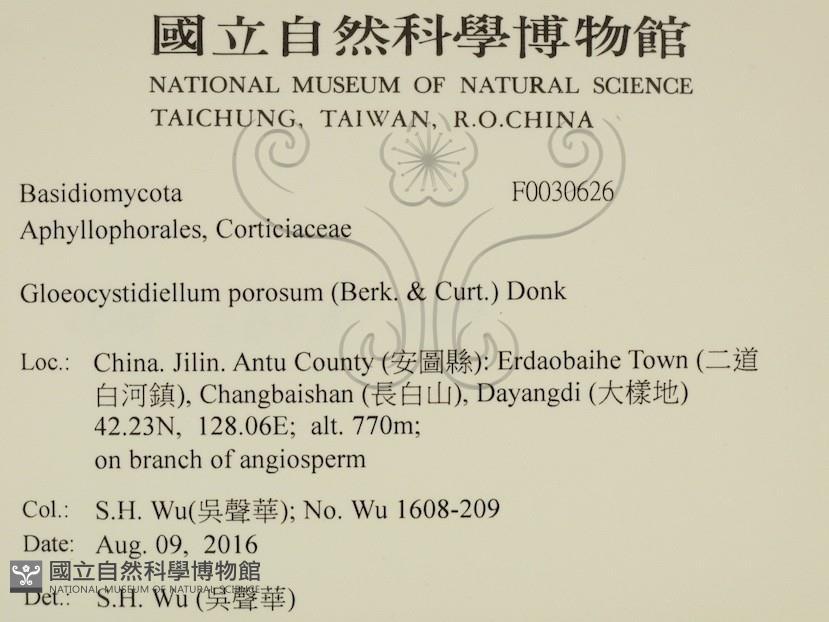 國立自然科學博物館
NATIONAL MUSEUM OF NATURAL SCIENCE
TAICHUNG, TAIWAN, R.O.CHINA
Basidiomycota F0030626
Aphyllophorales, Corticiaceae
Gloeocystidiellum porosum (Berk. & Curt.) Donk
Loc.: China. Jilin. Antu County (安圖縣): Erdaobaihe Town (二道
白河鎮), Changbaishan (長白山), Dayangdi (大樣地)
42.23N, 128.06E; alt. 770m;
on branch of angiosperm
Col.: S.H. Wu(吳聲華); No. Wu 1608-209
Date: Aug. 09, 2016
國立自然科學博物館
NATIONAL MUSEUM OF NATURAL SCIENCE
Det.: S.H. Wu (吳聲華)